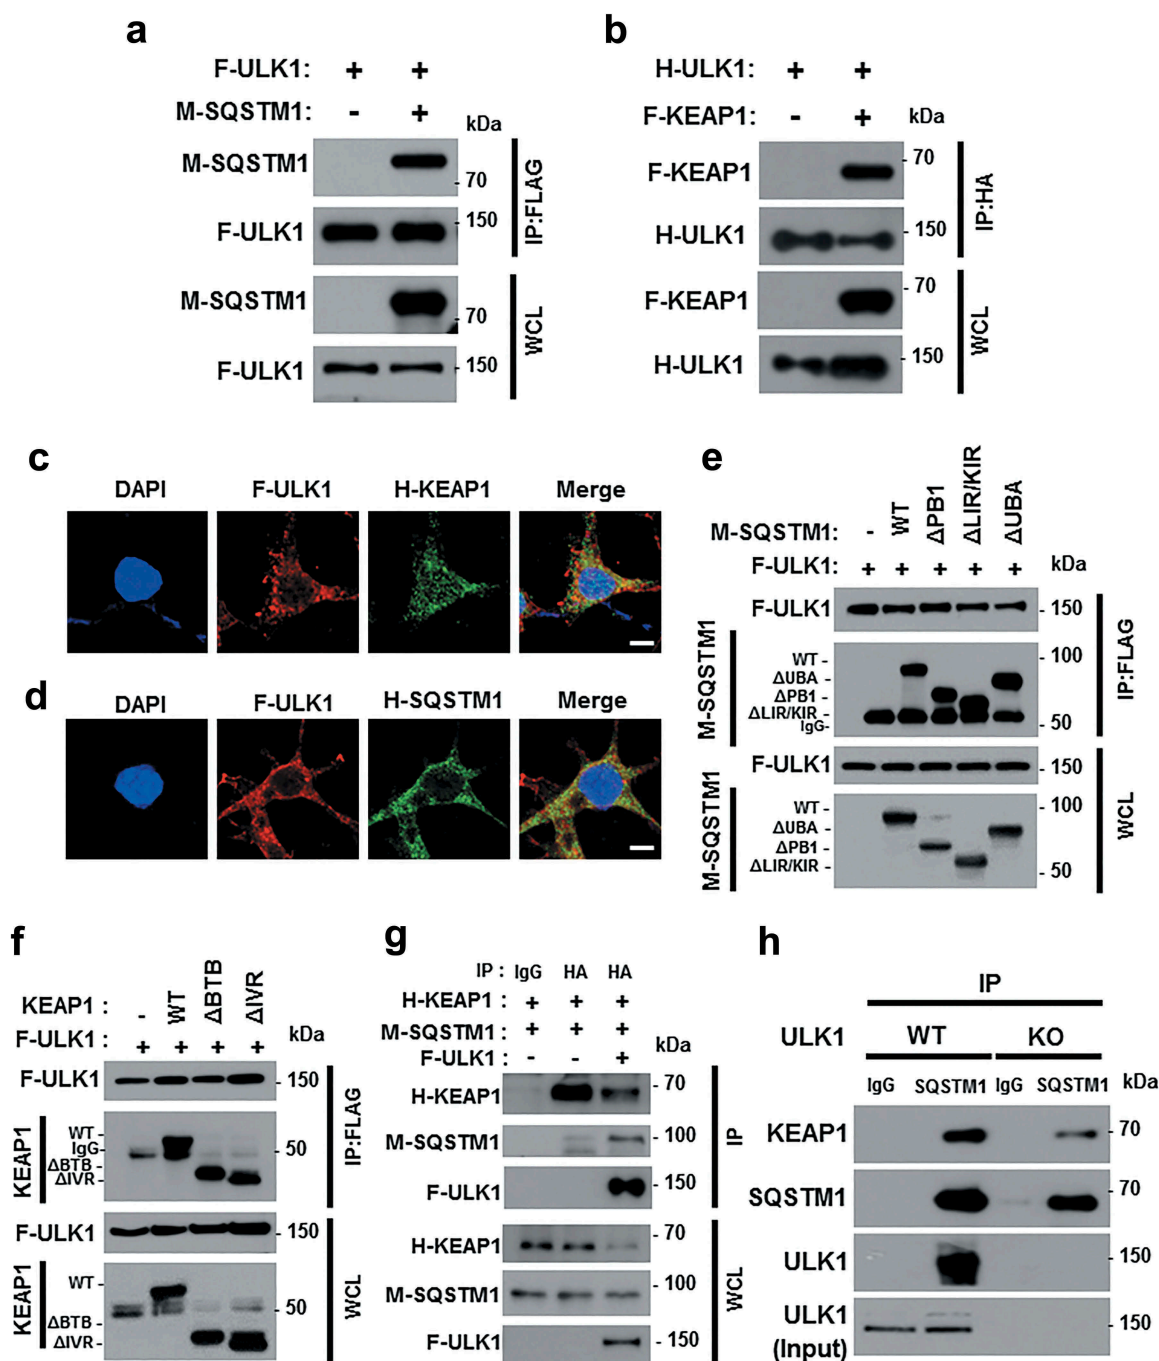 a
F-ULK1: + +
M-SQSTM1: - +
kDa
M-SQSTM1
- 70
F-ULK1
- 150
IP:FLAG
M-SQSTM1
- 70
F-ULK1
- 150
WCL
b
H-ULK1: + +
F-KEAP1: - +
kDa
F-KEAP1
- 70
H-ULK1
- 150
IP:HA
F-KEAP1
- 70
H-ULK1
- 150
WCL
c
DAPI F-ULK1 H-KEAP1 Merge
d
DAPI F-ULK1 H-SQSTM1 Merge
e
M-SQSTM1: - WT ΔPB1 ΔLIR/KIR ΔUBA
F-ULK1: + + + + +
kDa
F-ULK1
- 150
M-SQSTM1
WT -
ΔUBA -
ΔPB1 -
ΔLIR/KIR -
IgG-
- 100
- 50
IP:FLAG
F-ULK1
- 150
M-SQSTM1
WT -
ΔUBA -
ΔPB1 -
ΔLIR/KIR -
- 100
- 50
WCL
f
KEAP1 : - WT ΔBTB ΔIVR
F-ULK1 : + + + +
kDa
F-ULK1
- 150
KEAP1
WT -
IgG-
ΔBTB -
ΔIVR -
- 50
IP:FLAG
F-ULK1
- 150
KEAP1
WT -
ΔBTB -
ΔIVR -
- 50
WCL
g
IP : IgG HA HA
H-KEAP1 : + + +
M-SQSTM1 : + + +
F-ULK1 : - - +
kDa
H-KEAP1
- 70
M-SQSTM1
- 100
F-ULK1
- 150
IP
H-KEAP1
- 70
M-SQSTM1
- 100
F-ULK1
- 150
WCL
h
IP
ULK1 WT KO
IgG SQSTM1 IgG SQSTM1 kDa
KEAP1
- 70
SQSTM1
- 70
ULK1
- 150
ULK1
(Input)
- 150